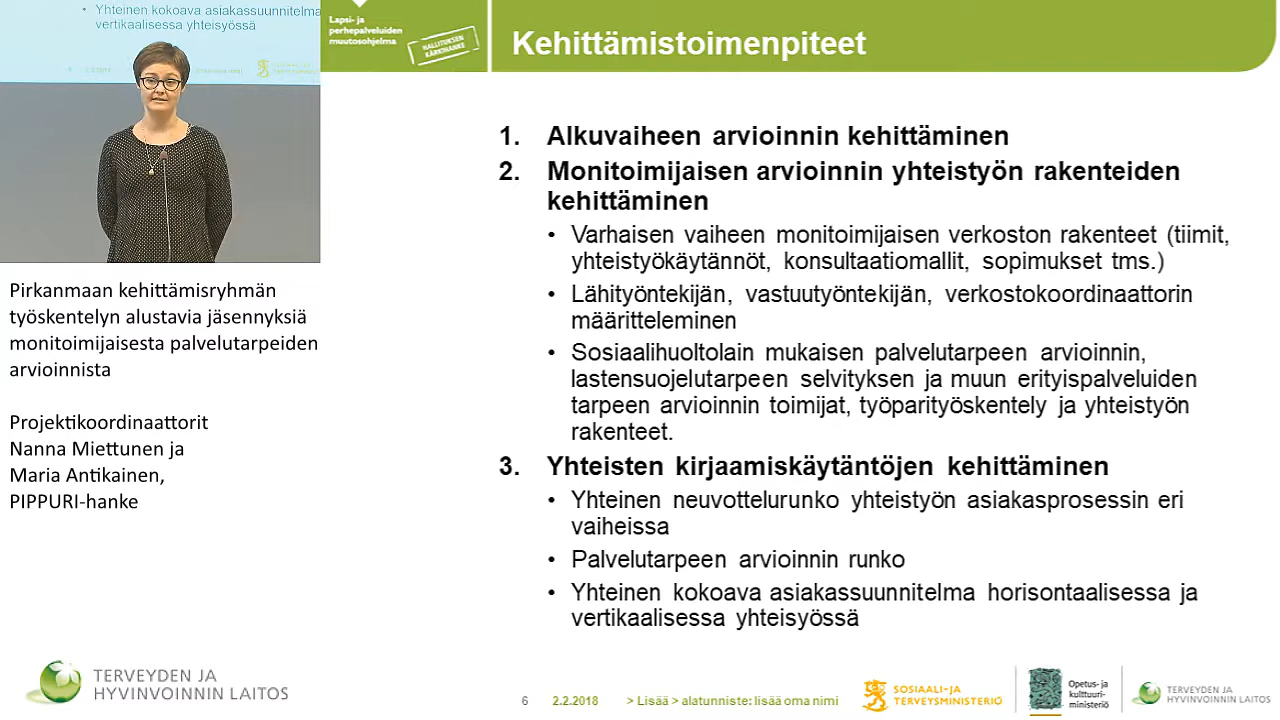 • Yhteinen kokoava asiakassuunnitelma
vertikaalisessa yhteisyössä
Lapsi- ja
perhepalveluiden
muutosohjelma
HALLITUKSEN
KÄRKIHANKE
Kehittämistoimenpiteet
1. Alkuvaiheen arvioinnin kehittäminen
2. Monitoimijaisen arvioinnin yhteistyön rakenteiden
kehittäminen
• Varhaisen vaiheen monitoimijaisen verkoston rakenteet (tiimit,
yhteistyökäytännöt, konsultaatiomallit, sopimukset tms.)
• Lähityöntekijän, vastuutyöntekijän, verkostokoordinaattorin
määritteleminen
• Sosiaalihuoltolain mukaisen palvelutarpeen arvioinnin,
lastensuojelutarpeen selvityksen ja muun erityispalveluiden
tarpeen arvioinnin toimijat, työparityöskentely ja yhteistyön
rakenteet.
3. Yhteisten kirjaamiskäytäntöjen kehittäminen
• Yhteinen neuvottelurunko yhteistyön asiakasprosessin eri
vaiheissa
• Palvelutarpeen arvioinnin runko
• Yhteinen kokoava asiakassuunnitelma horisontaalisessa ja
vertikaalisessa yhteisyössä
Pirkanmaan kehittämisryhmän
työskentelyn alustavia jäsennyksiä
monitoimijaisesta palvelutarpeiden
arvioinnista
Projektikoordinaattorit
Nanna Miettunen ja
Maria Antikainen,
PIPPURI-hanke
TERVEYDEN JA
HYVINVOINNIN LAITOS
6 2.2.2018 > Lisää > alatunniste: lisää oma nimi
SOSIAALI- JA
TERVEYSMINISTERIÖ
Opetus- ja
kulttuuri-
ministeriö
TERVEYDEN JA
HYVINVOINNIN LAITOS